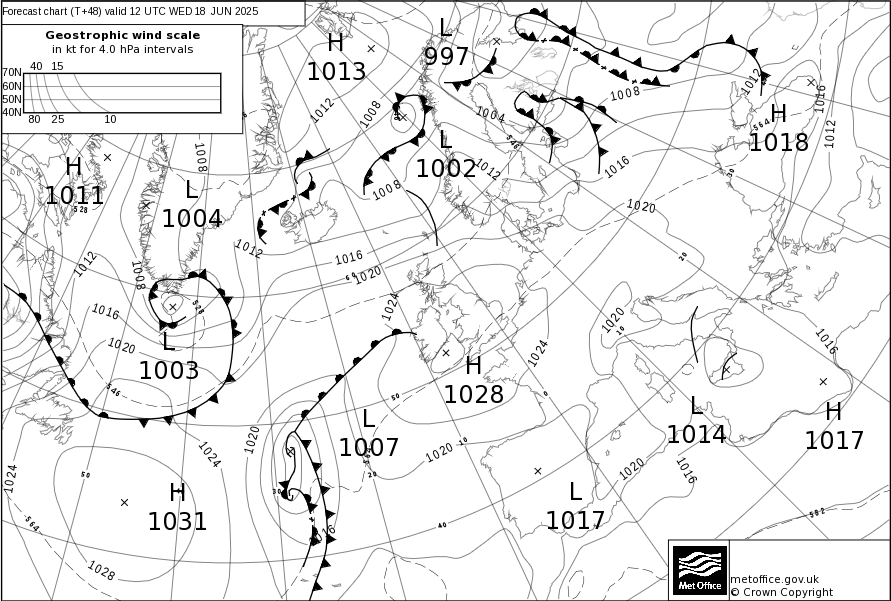 Forecast chart (T+48) valid 12 UTC WED 18 JUN 2025
Geostrophic wind scale
in kt for 4.0 hPa intervals
40 15
70N
60N
50N
40N
80 25 10
H
1013
L
997
1012
1008
1004
1008
1012
1016
1012
H
1018
564
H
1011
528
1008
L
1004
L
1002
1012
1008
546
1016
30
1020
1012
1008
1012
1016
60
1020
20
1016
528
1024
1020
10
1020
L
1003
546
H
1028
1024
1016
50
0
L
1007
L
1014
H
1017
1020
1024
1020
10
20
564
1024
50
H
1031
30
1016
40
L
1017
1020
1016
564
1028
582
Met Office
metoffice.gov.uk
© Crown Copyright